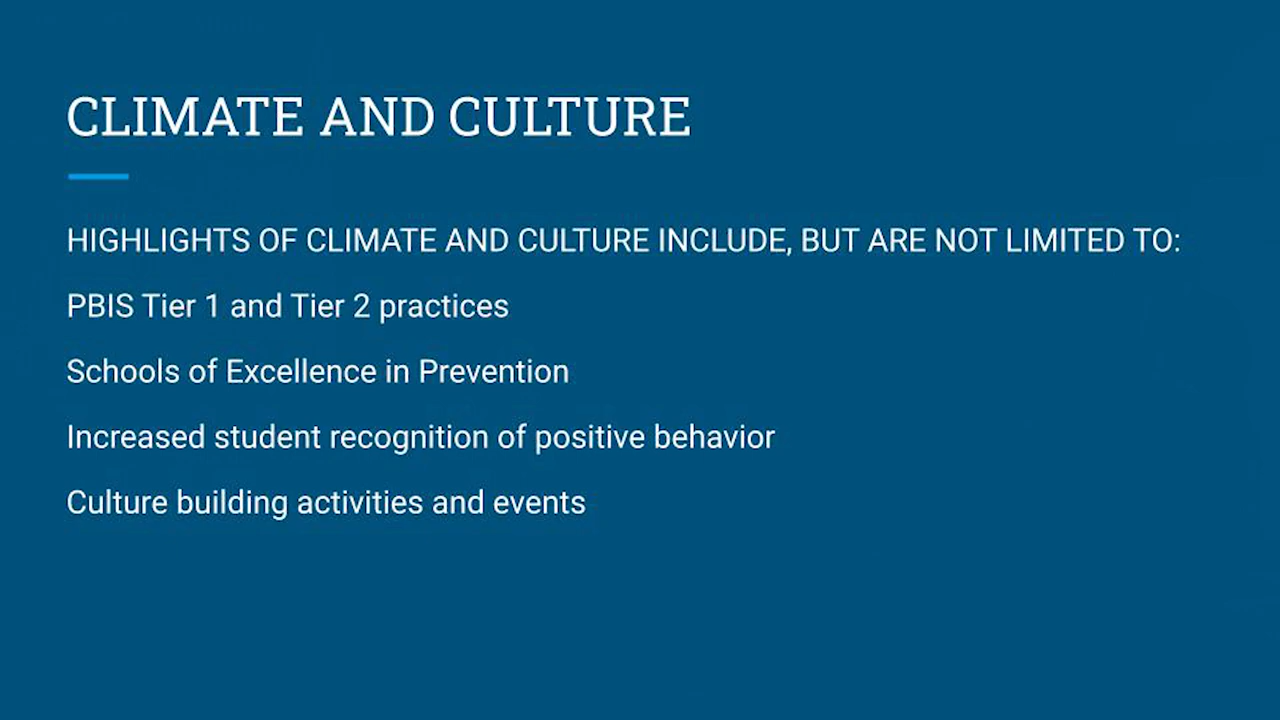 CLIMATE AND CULTURE
HIGHLIGHTS OF CLIMATE AND CULTURE INCLUDE, BUT ARE NOT LIMITED TO:
PBIS Tier 1 and Tier 2 practices
Schools of Excellence in Prevention
Increased student recognition of positive behavior
Culture building activities and events